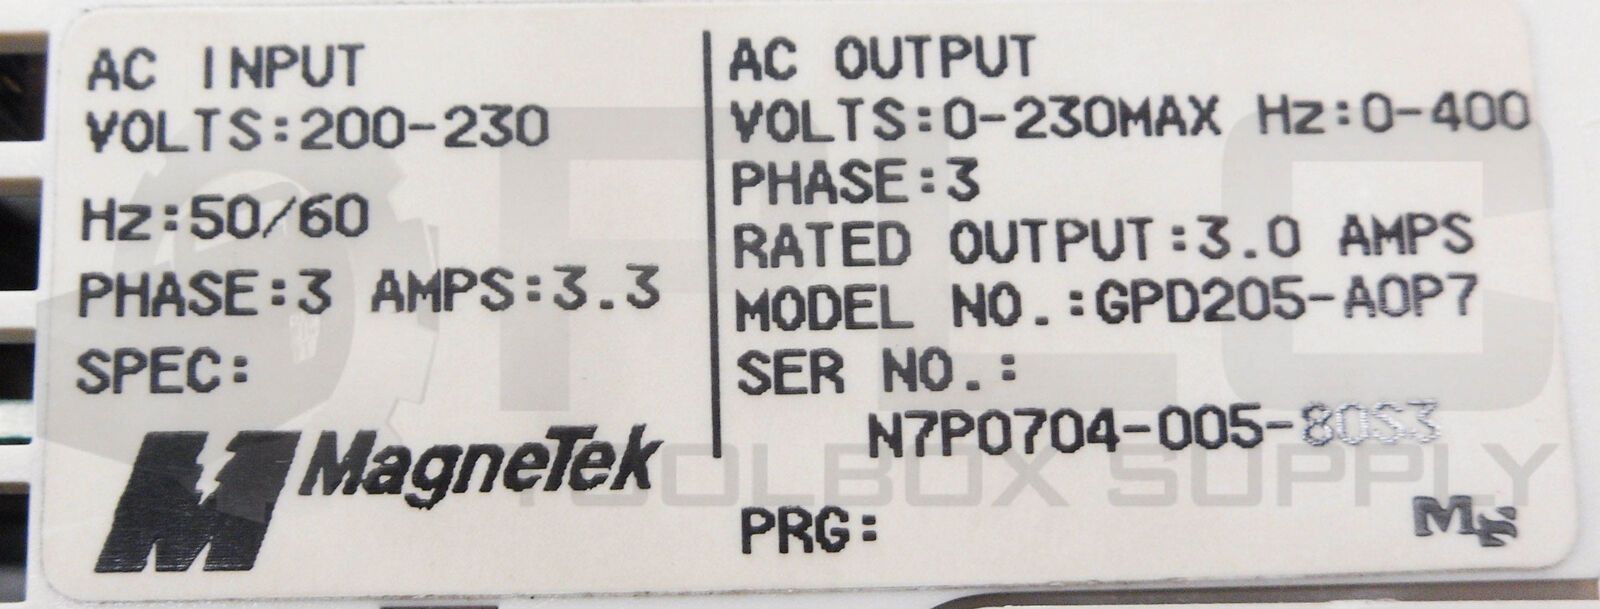 AC INPUT
VOLTS:200-230
Hz:50/60
PHASE:3 AMPS:3.3
SPEC:
MagneTek
AC OUTPUT
VOLTS:0-230MAX Hz:0-400
PHASE:3
RATED OUTPUT:3.0 AMPS
MODEL NO.:GPD205-A0P7
SER NO.:
N7P0704-005-80S3
PRG:
PLC
TOOLBOX SUPPLY